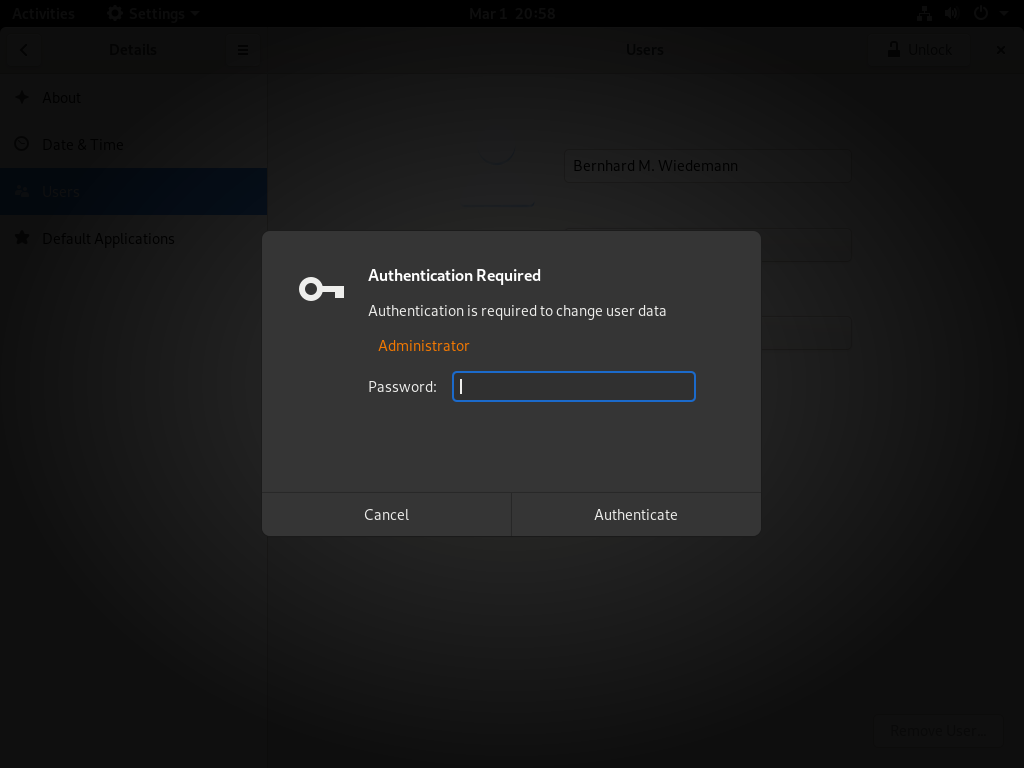 Activities Settings Mar 1 20:58
Details Users Unlock
About
Date & Time
Bernhard M. Wiedemann
Users
Default Applications
Authentication Required
Authentication is required to change user data
Administrator
Password:
Cancel Authenticate
Remove User...